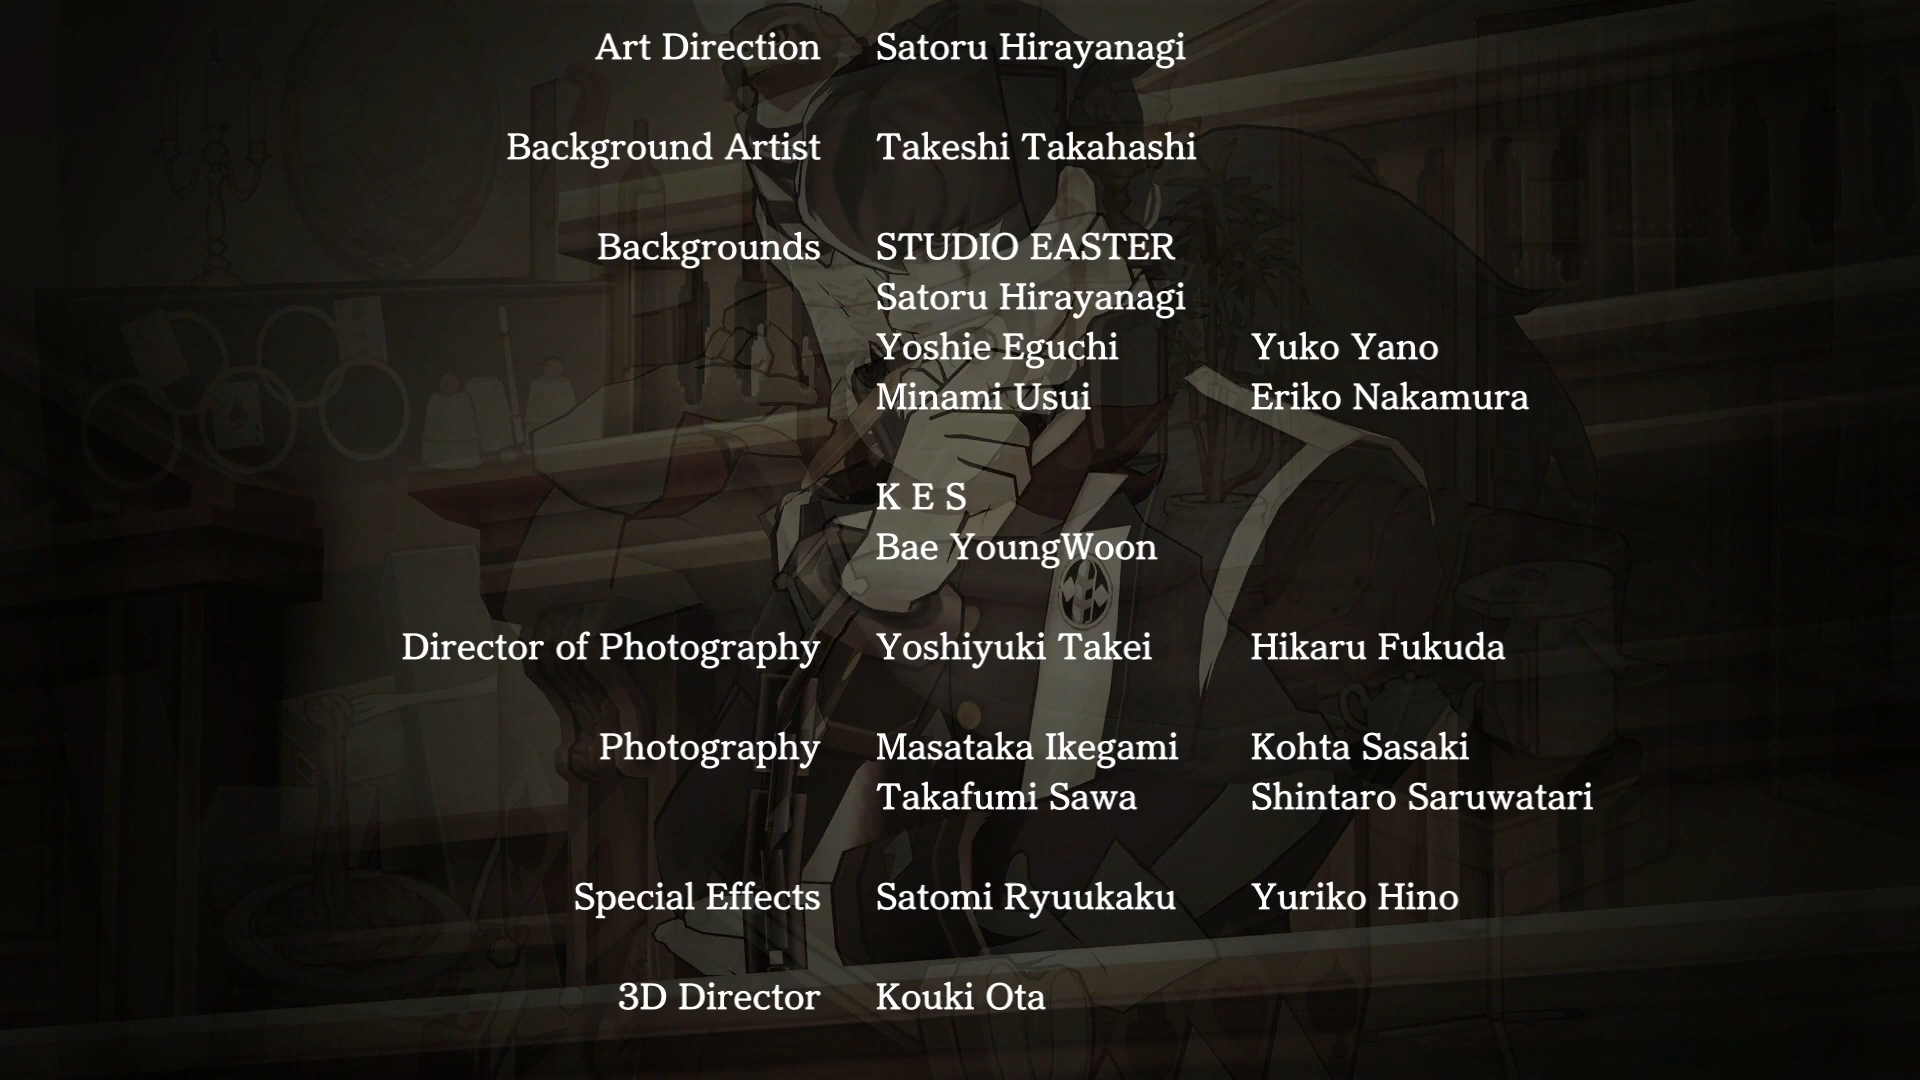 Art Direction Satoru Hirayanagi
Background Artist Takeshi Takahashi
Backgrounds STUDIO EASTER
Satoru Hirayanagi
Yoshie Eguchi Yuko Yano
Minami Usui Eriko Nakamura
K E S
Bae YoungWoon
Director of Photography Yoshiyuki Takei Hikaru Fukuda
Photography Masataka Ikegami Kohta Sasaki
Takafumi Sawa Shintaro Saruwatari
Special Effects Satomi Ryuukaku Yuriko Hino
3D Director Kouki Ota